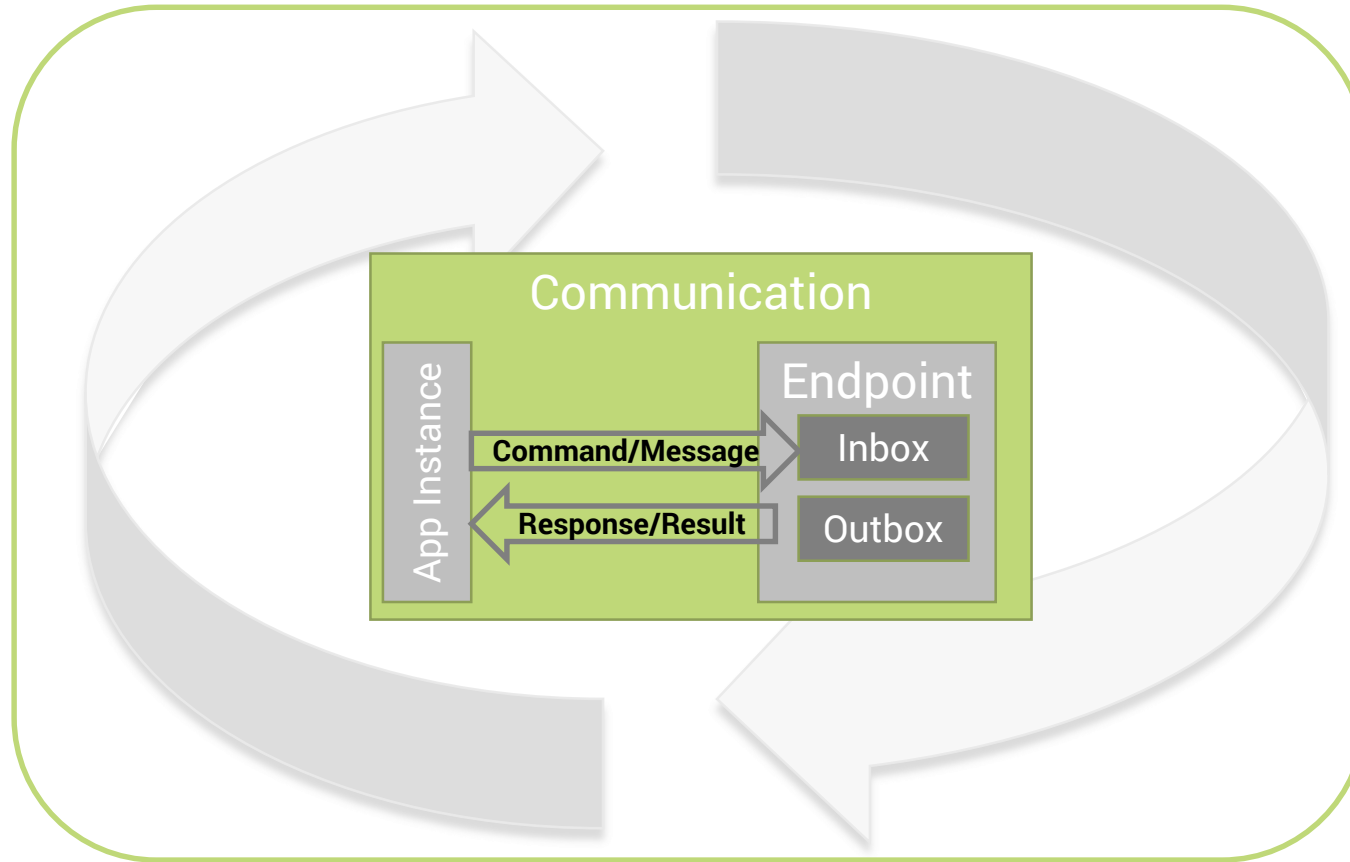 Communication
App Instance
Endpoint
Command/Message
Inbox
Response/Result
Outbox